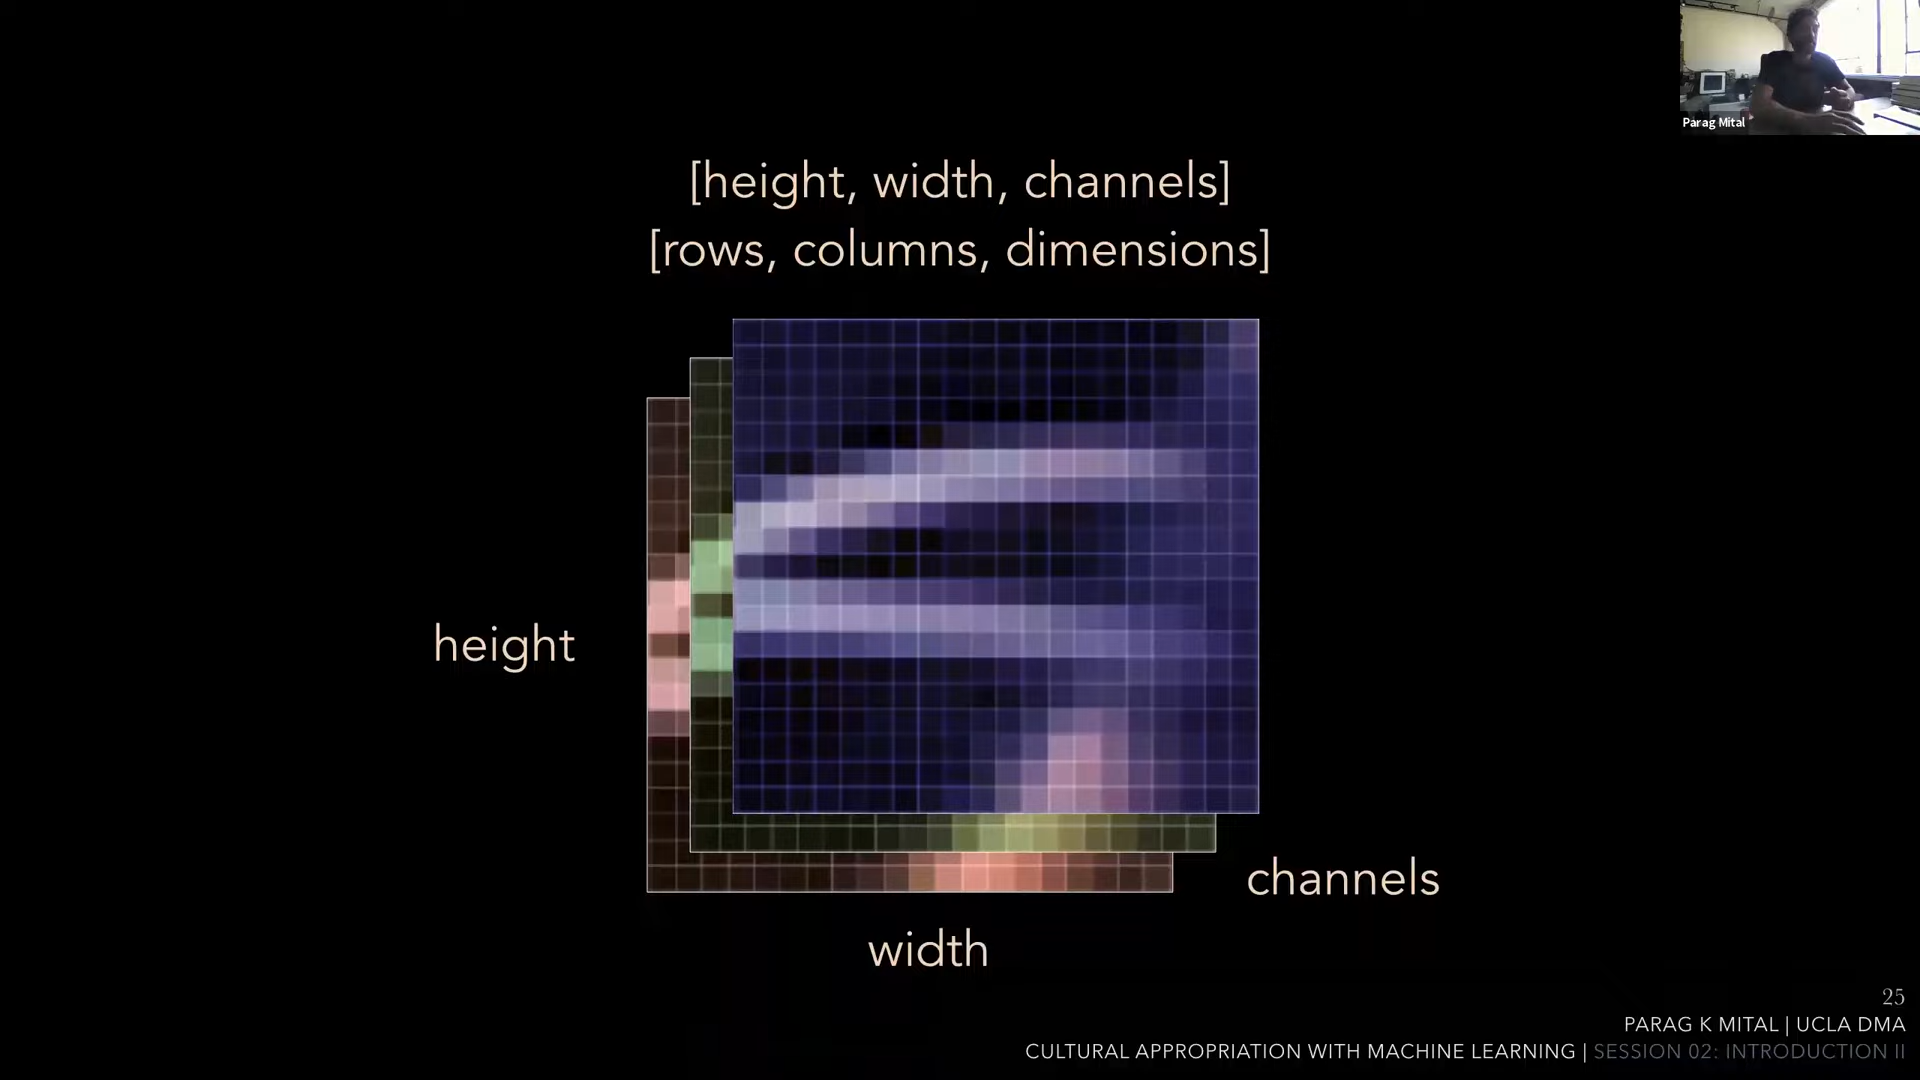 Parag Mital
[height, width, channels]
[rows, columns, dimensions]
height
channels
width
25
PARAG K MITAL | UCLA DMA
CULTURAL APPROPRIATION WITH MACHINE LEARNING | SESSION 02: INTRODUCTION II